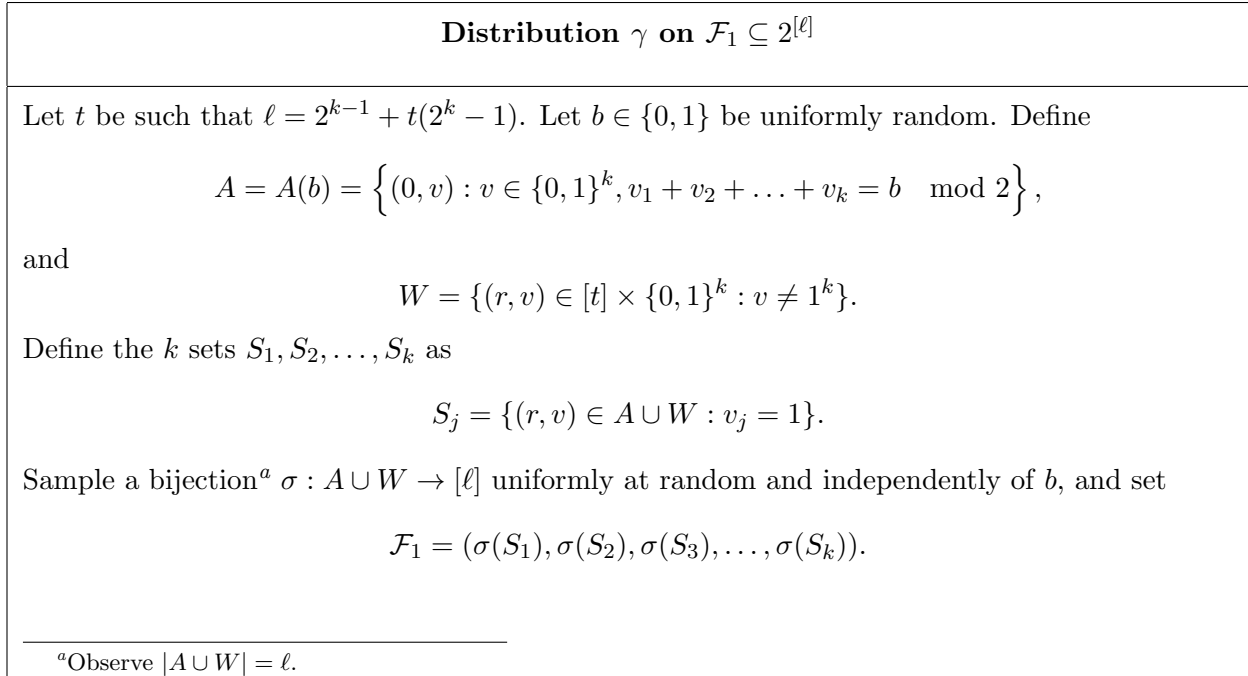 Distribution γ on F₁ ⊆ 2^{[ℓ]}
Let t be such that ℓ = 2^{k−1} + t(2^k − 1). Let b ∈ {0, 1} be uniformly random. Define
A = A(b) = {(0, v) : v ∈ {0, 1}^k, v₁ + v₂ + … + v_k = b mod 2},
and
W = {(r, v) ∈ [t] × {0, 1}^k : v ≠ 1^k}.
Define the k sets S₁, S₂, …, S_k as
S_j = {(r, v) ∈ A ∪ W : v_j = 1}.
Sample a bijection^a σ : A ∪ W → [ℓ] uniformly at random and independently of b, and set
F₁ = (σ(S₁), σ(S₂), σ(S₃), …, σ(S_k)).
^aObserve |A ∪ W| = ℓ.